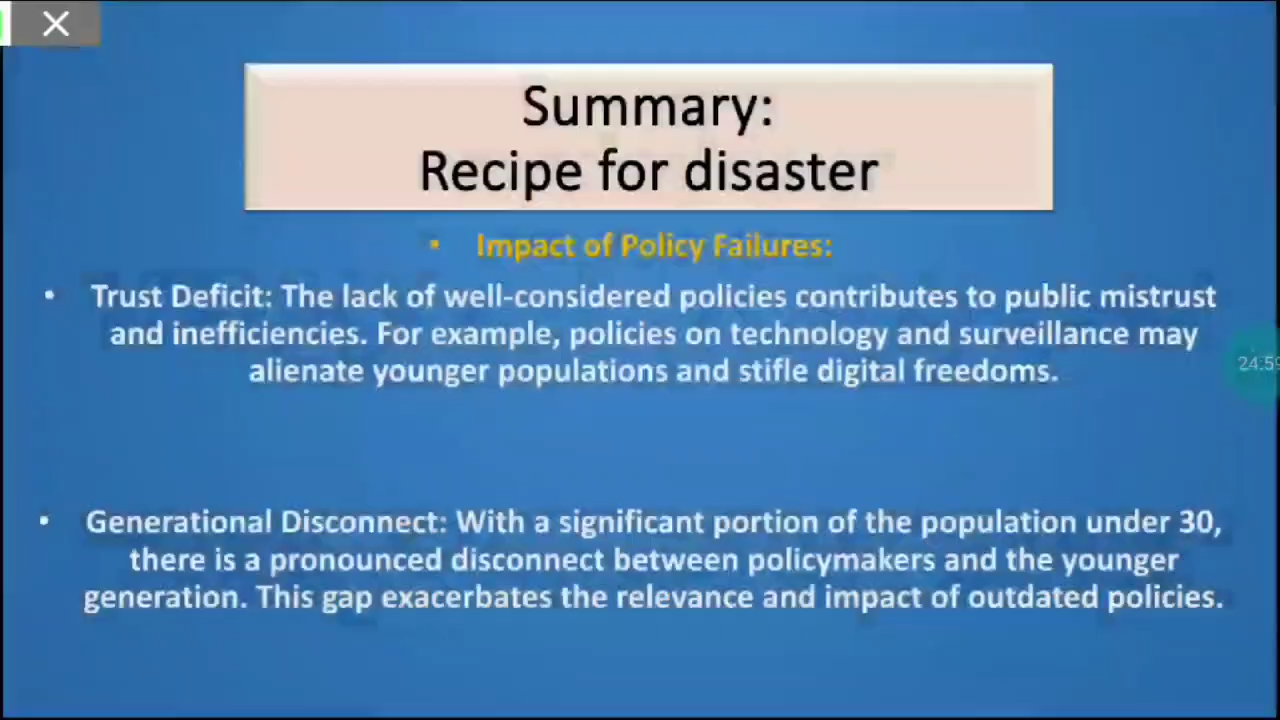 Summary:
Recipe for disaster
• Impact of Policy Failures:
• Trust Deficit: The lack of well-considered policies contributes to public mistrust
and inefficiencies. For example, policies on technology and surveillance may
alienate younger populations and stifle digital freedoms.
24:59
• Generational Disconnect: With a significant portion of the population under 30,
there is a pronounced disconnect between policymakers and the younger
generation. This gap exacerbates the relevance and impact of outdated policies.